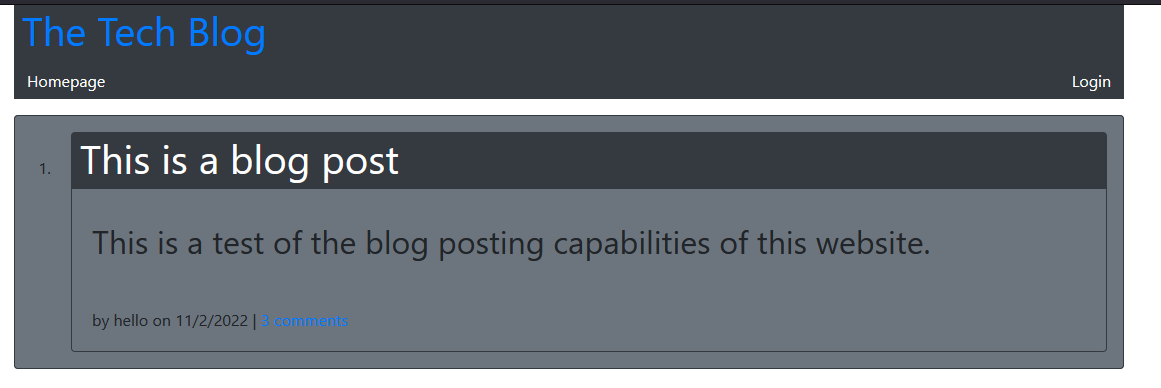 The Tech Blog
Homepage
Login
1.
This is a blog post
This is a test of the blog posting capabilities of this website.
by hello on 11/2/2022 | 3 comments